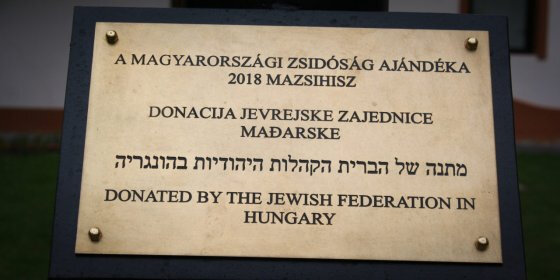 A MAGYARORSZÁGI ZSIDÓSÁG AJÁNDÉKA
2018 MAZSIHISZ
DONACIJA JEVREJSKE ZAJEDNICE
MAĐARSKE
מתנה של הברית הקהלות היהודיות בהונגריה
DONATED BY THE JEWISH FEDERATION IN
HUNGARY